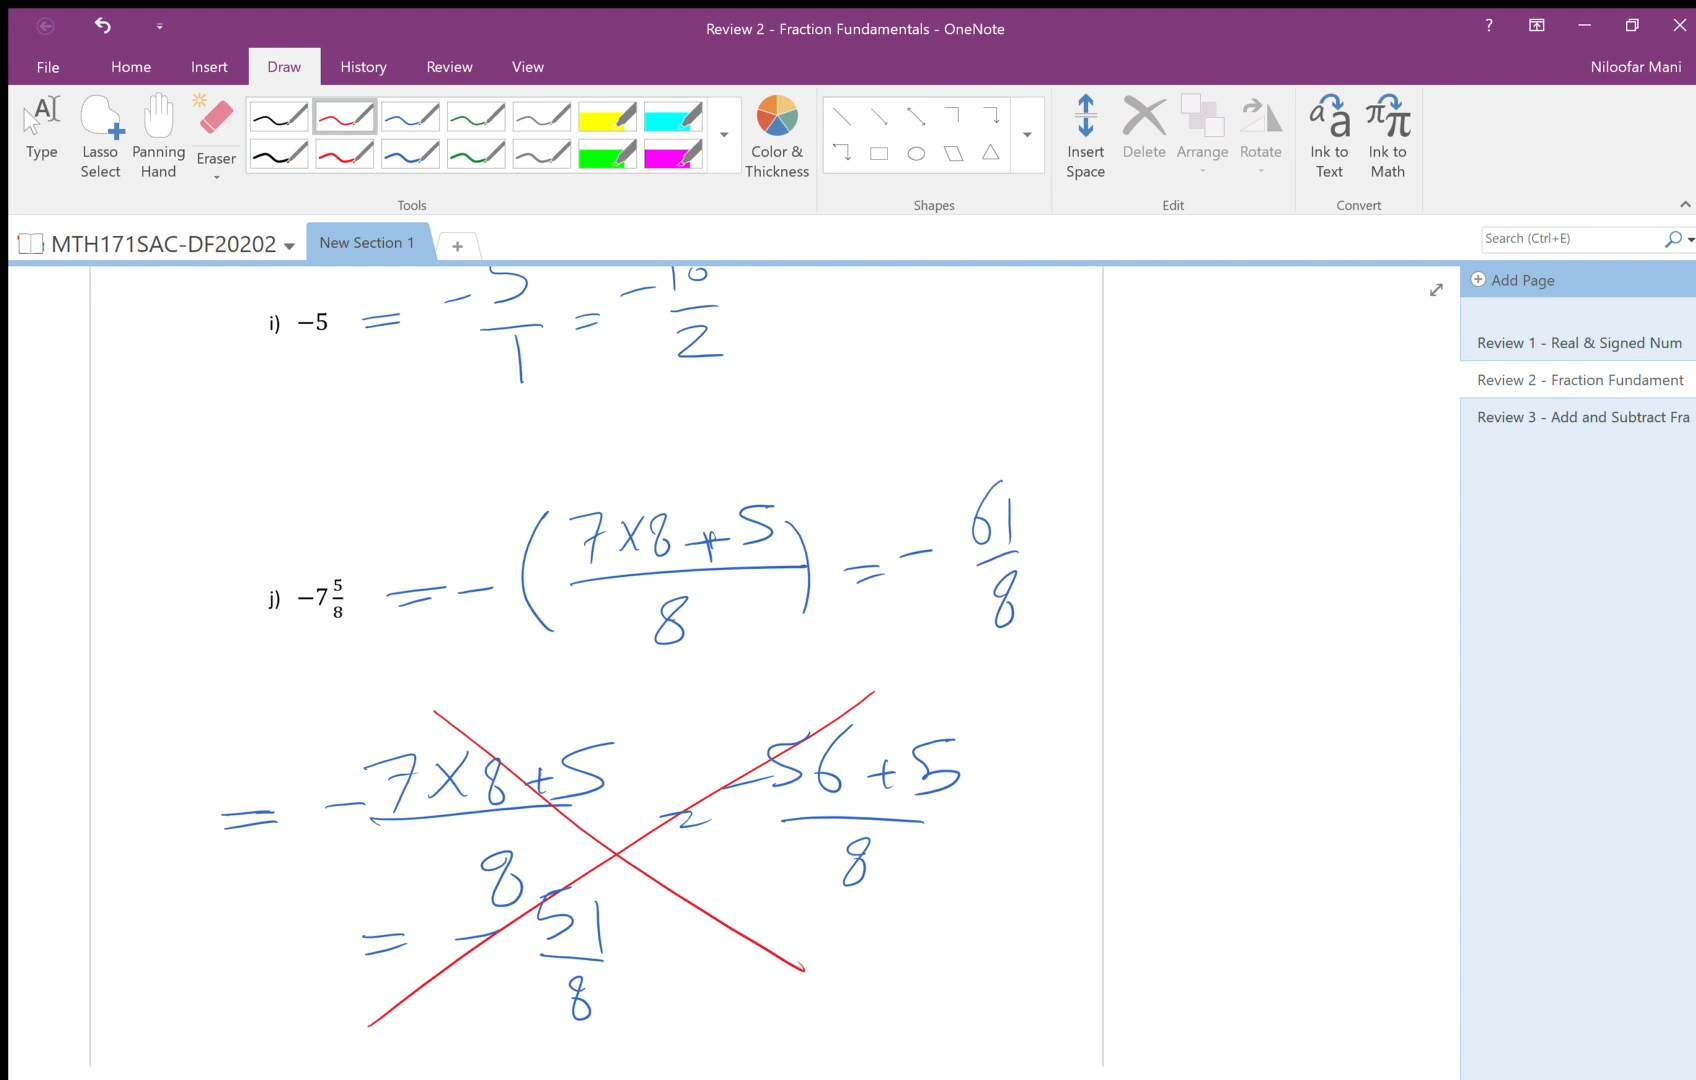 Review 2 - Fraction Fundamentals - OneNote
?
File Home Insert Draw History Review View
Niloofar Mani
Type
Lasso Select
Panning Hand
Eraser
Color & Thickness
Insert Space
Delete
Arrange
Rotate
Ink to Text
Ink to Math
Tools
Shapes
Edit
Convert
MTH171SAC-DF20202
New Section 1
+
Search (Ctrl+E)
Add Page
Review 1 - Real & Signed Num
Review 2 - Fraction Fundament
Review 3 - Add and Subtract Fra
i) −5 = -5/1 = -10/2
j) −7 5/8 = - (7×8+5)/8 = - 61/8
= - 7×8+5/8 = -56+5/8
= - 51/8